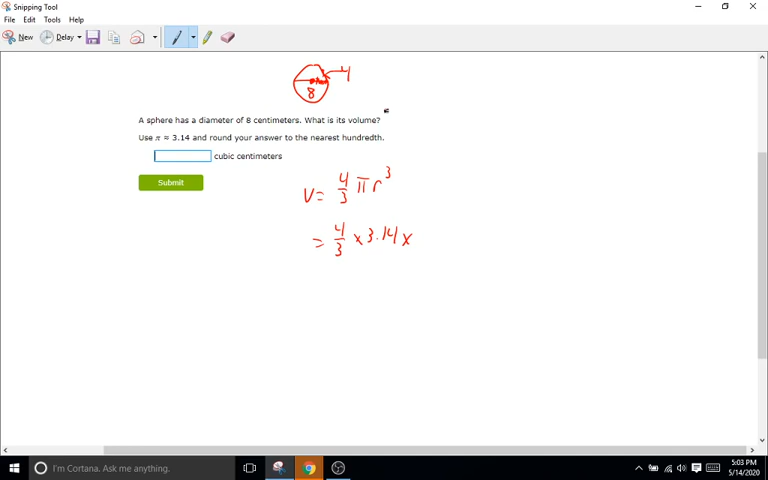 Snipping Tool
File Edit Tools Help
New Delay
4
8
A sphere has a diameter of 8 centimeters. What is its volume?
Use π ≈ 3.14 and round your answer to the nearest hundredth.
cubic centimeters
Submit
V = 4/3 π r³
= 4/3 × 3.14 ×
I'm Cortana. Ask me anything.
5:03 PM
5/14/2020